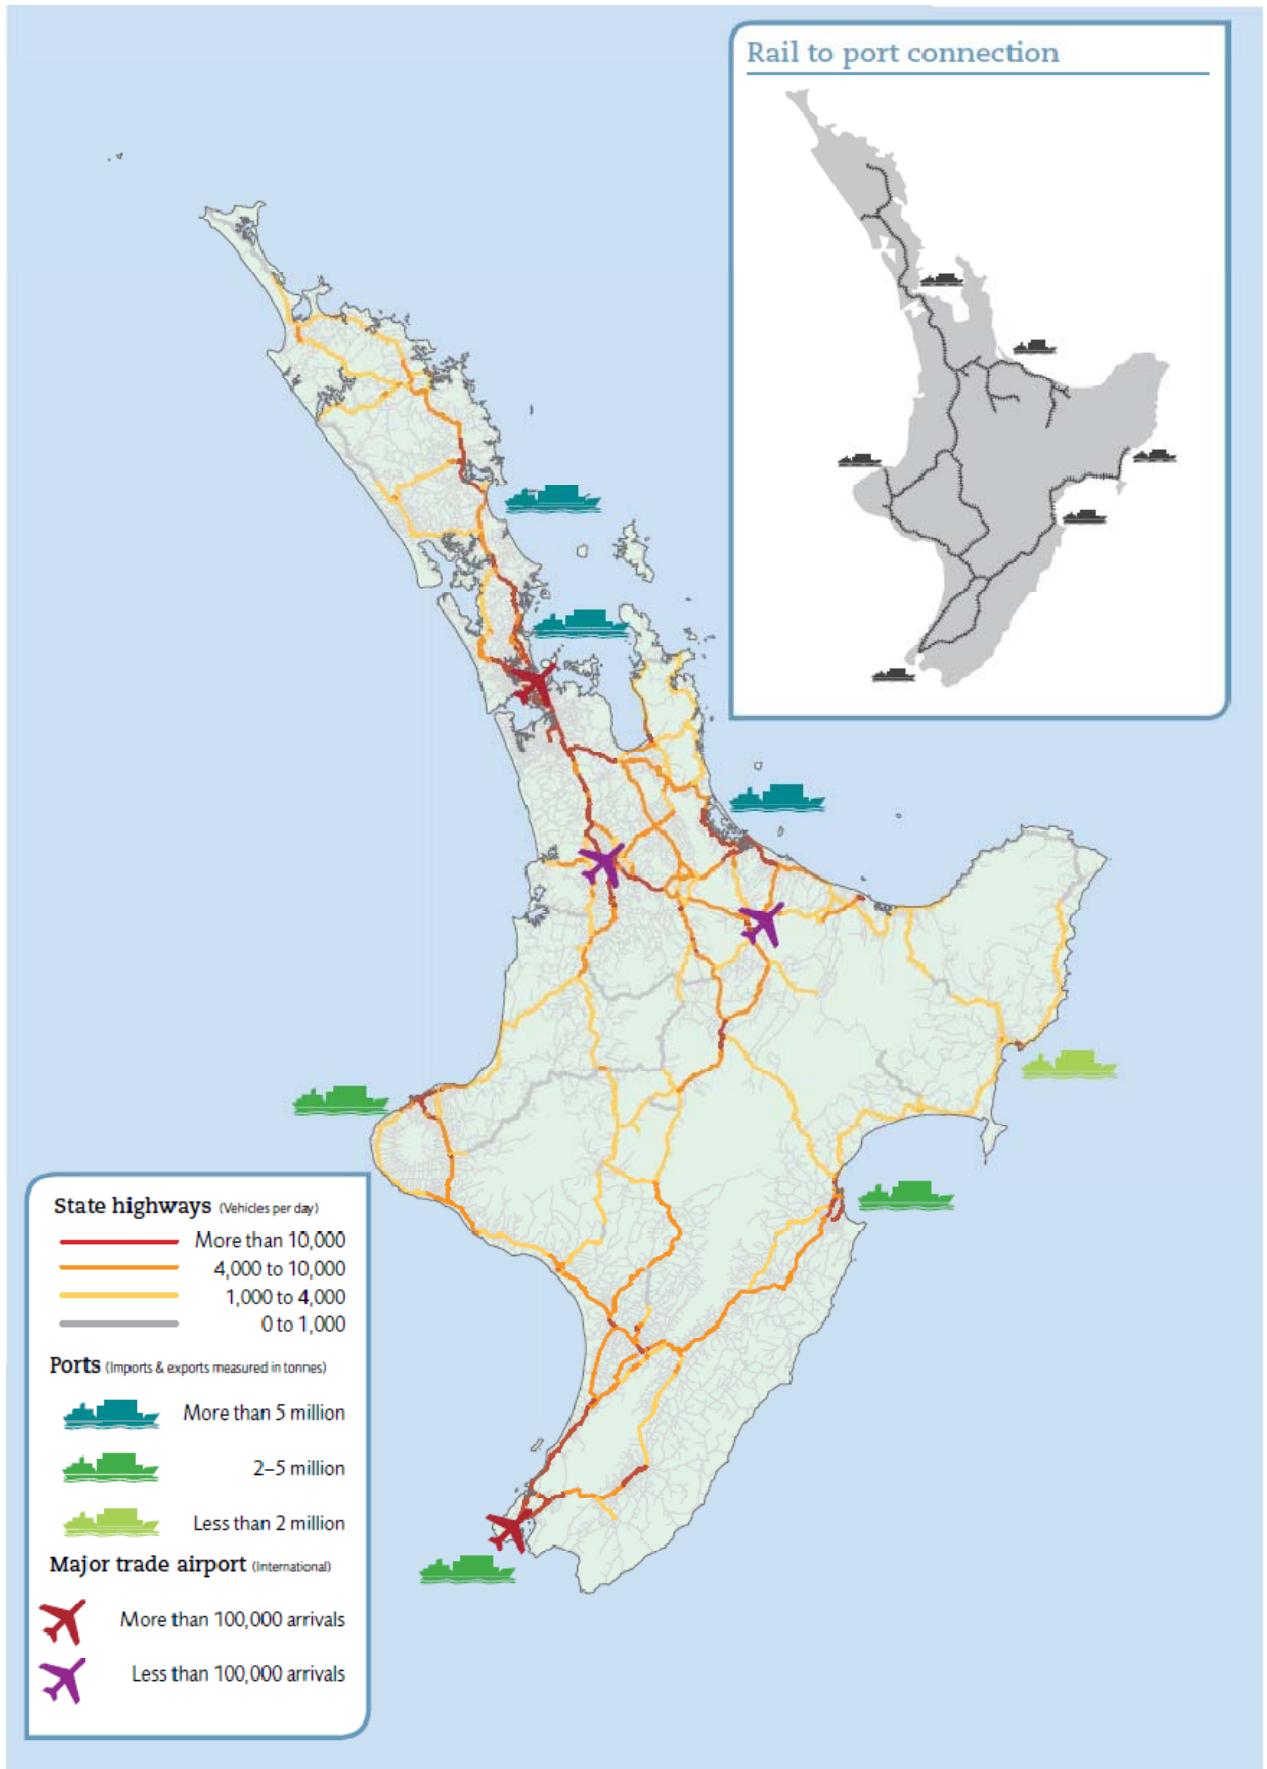 Rail to port connection
State highways (Vehicles per day)
More than 10,000
4,000 to 10,000
1,000 to 4,000
0 to 1,000
Ports (Imports & exports measured in tonnes)
More than 5 million
2–5 million
Less than 2 million
Major trade airport (International)
More than 100,000 arrivals
Less than 100,000 arrivals